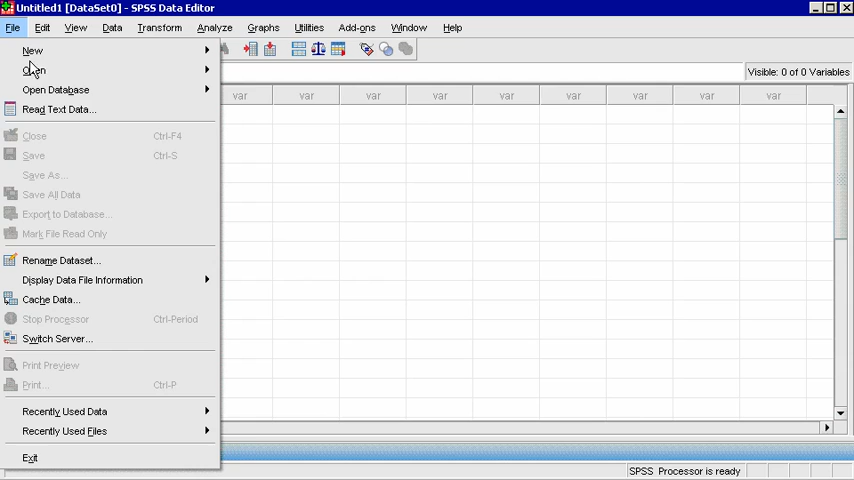 Untitled1 [DataSet0] - SPSS Data Editor
File Edit View Data Transform Analyze Graphs Utilities Add-ons Window Help
New
Open
Visible: 0 of 0 Variables
Open Database
var var var var var var var var var
Read Text Data...
Close Ctrl-F4
Save Ctrl-S
Save As...
Save All Data
Export to Database...
Mark File Read Only
Rename Dataset...
Display Data File Information
Cache Data...
Stop Processor Ctrl-Period
Switch Server...
Print Preview
Print... Ctrl-P
Recently Used Data
Recently Used Files
Exit
SPSS Processor is ready